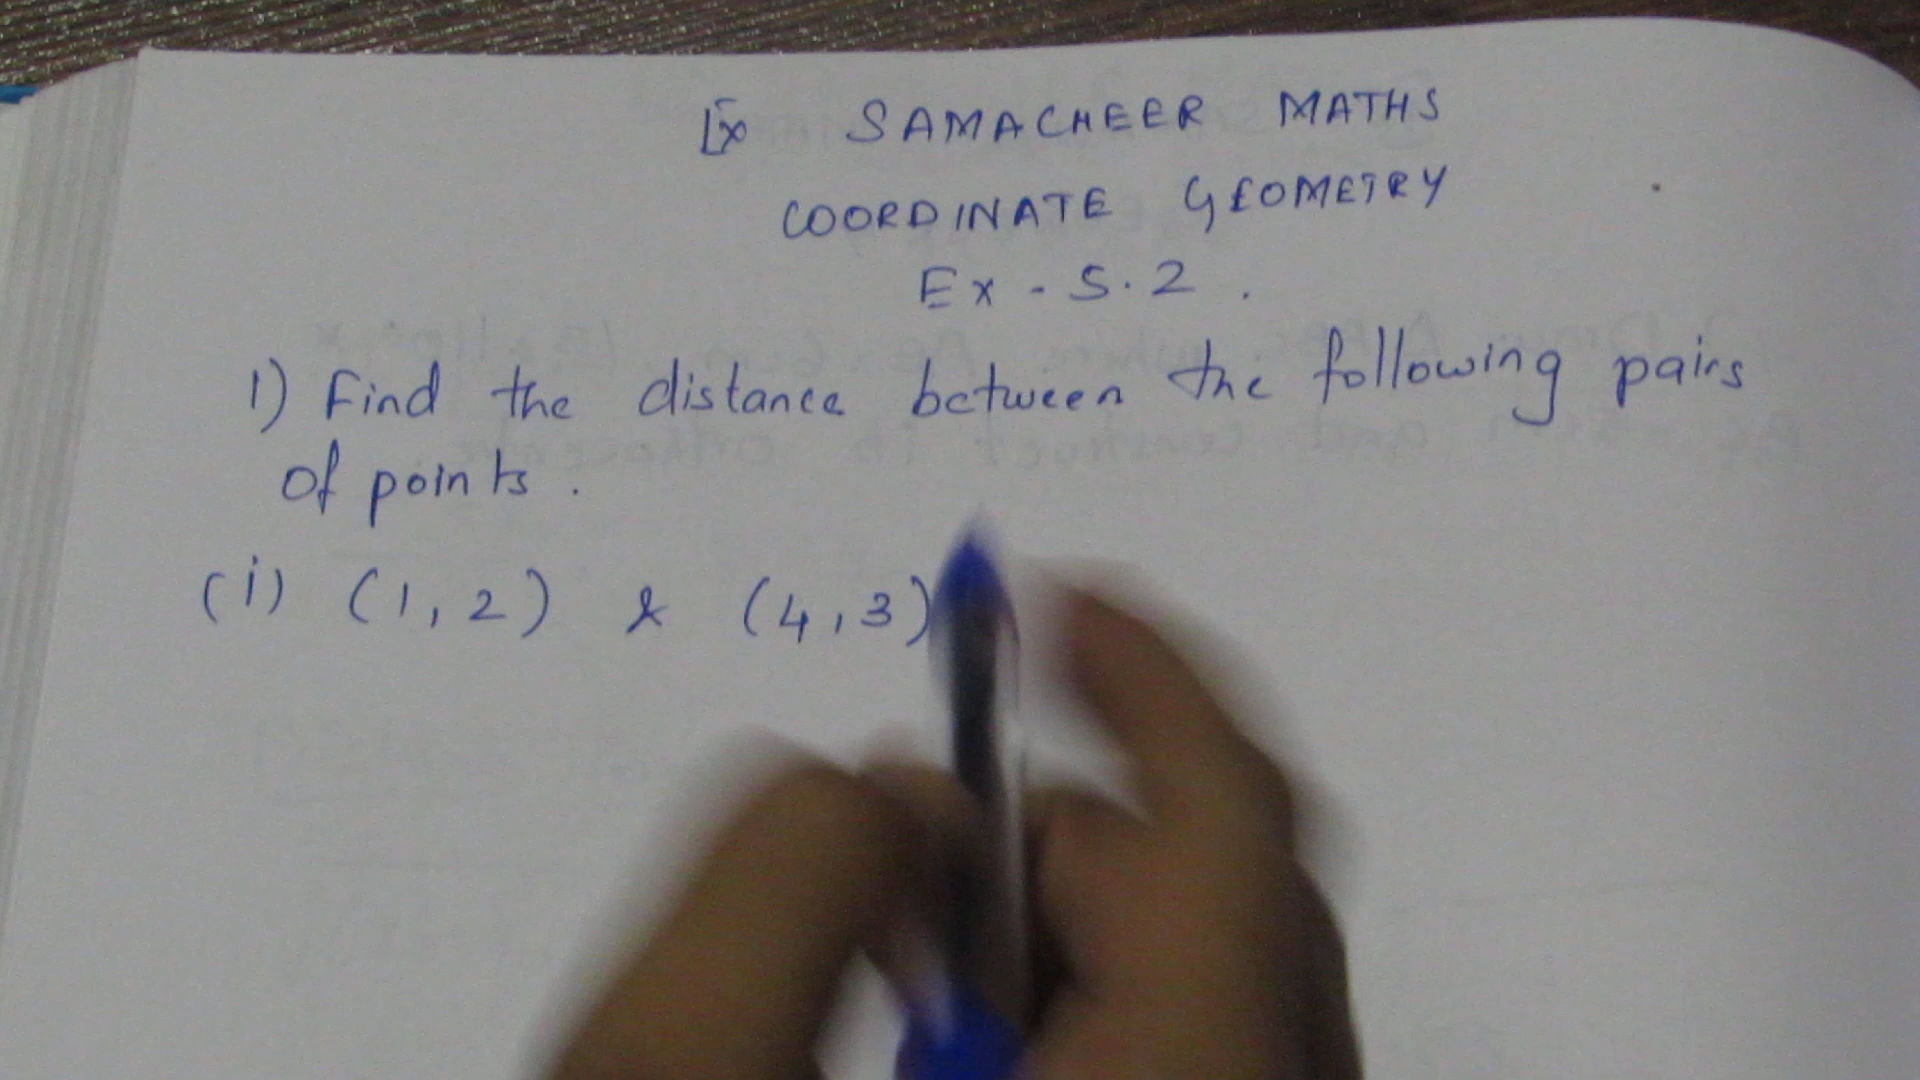 IX SAMACHEER MATHS
COORDINATE GEOMETRY
Ex - 5.2.
1) Find the distance between the following pairs
of points.
(i) (1,2) & (4,3)